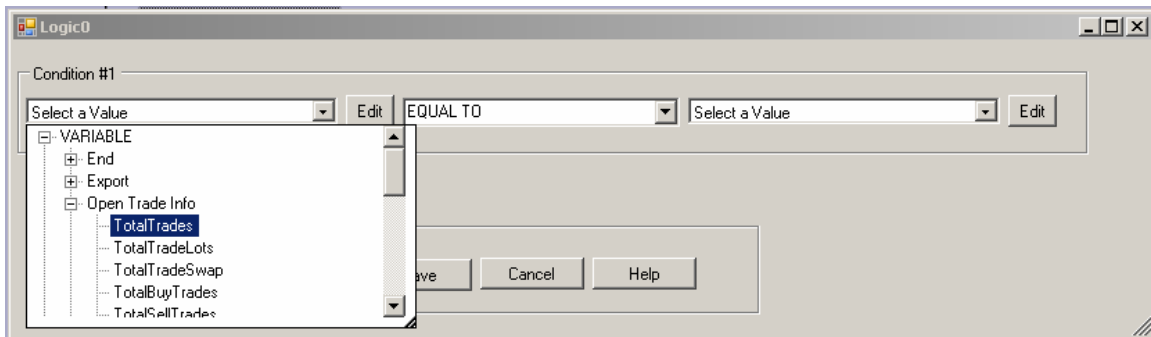 Logic0
Condition #1
Select a Value Edit EQUAL TO Select a Value Edit
VARIABLE
End
Export
Open Trade Info
TotalTrades
TotalTradeLots
TotalTradeSwap
Cancel Help
TotalBuyTrades
TotalSellTrades